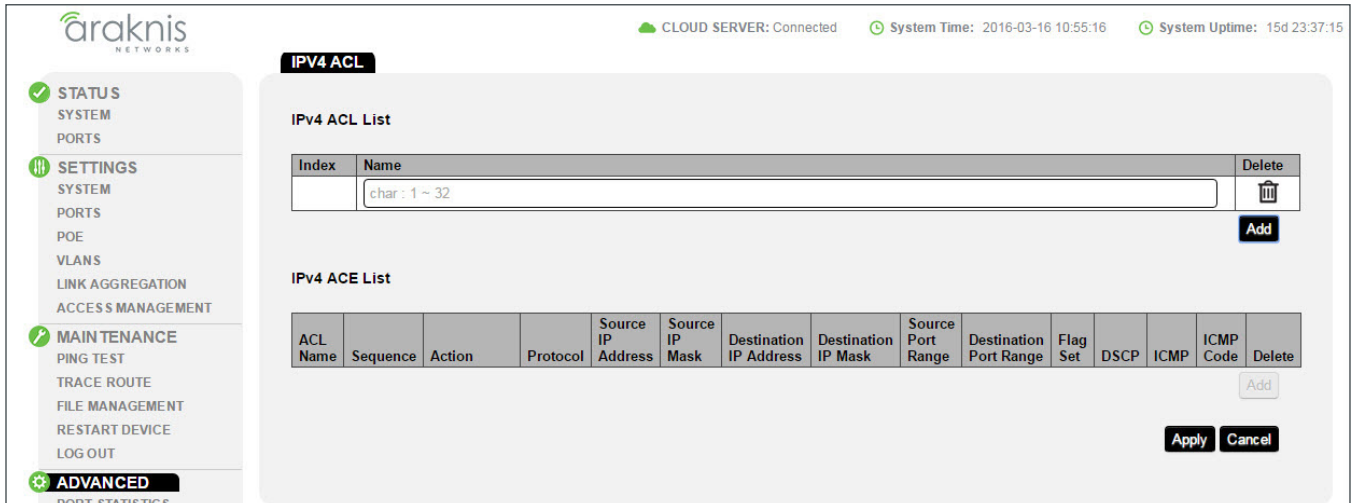 araknis
NETWORKS
CLOUD SERVER: Connected
System Time: 2016-03-16 10:55:16
System Uptime: 15d 23:37:15
IPV4 ACL
STATUS
SYSTEM
PORTS
SETTINGS
SYSTEM
PORTS
POE
VLANS
LINK AGGREGATION
ACCESS MANAGEMENT
MAINTENANCE
PING TEST
TRACE ROUTE
FILE MANAGEMENT
RESTART DEVICE
LOG OUT
ADVANCED
PORT STATISTICS
IPv4 ACL List
Index Name Delete
char : 1 ~ 32
Add
IPv4 ACE List
ACL Name Sequence Action Protocol Source IP Address Source IP Mask Destination IP Address Destination IP Mask Source Port Range Destination Port Range Flag Set DSCP ICMP ICMP Code Delete
Add
Apply Cancel